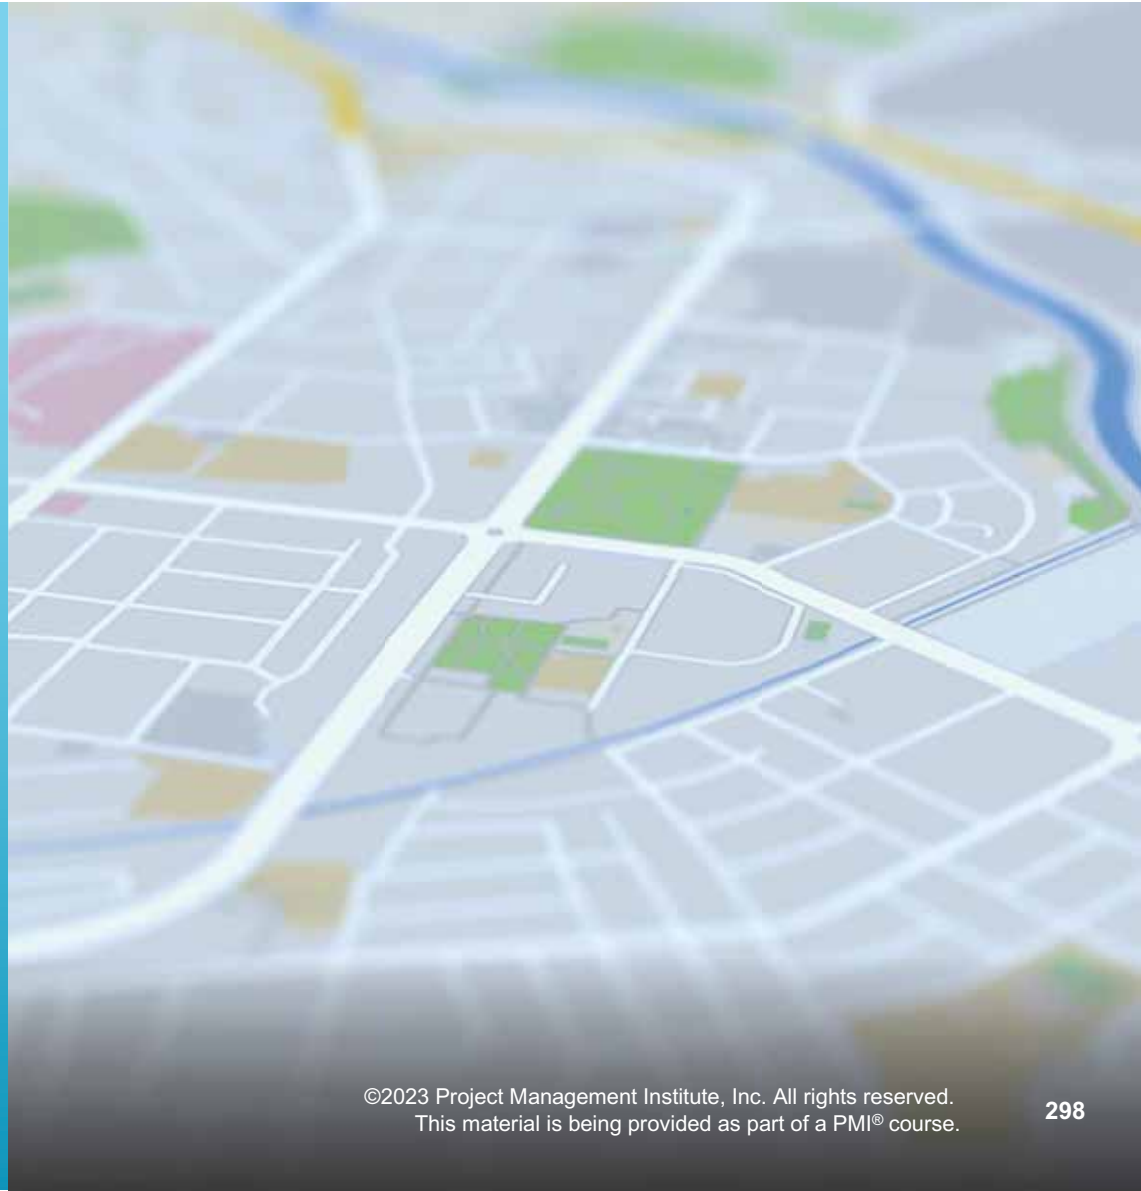 ©2023 Project Management Institute, Inc. All rights reserved.
This material is being provided as part of a PMI® course.
298